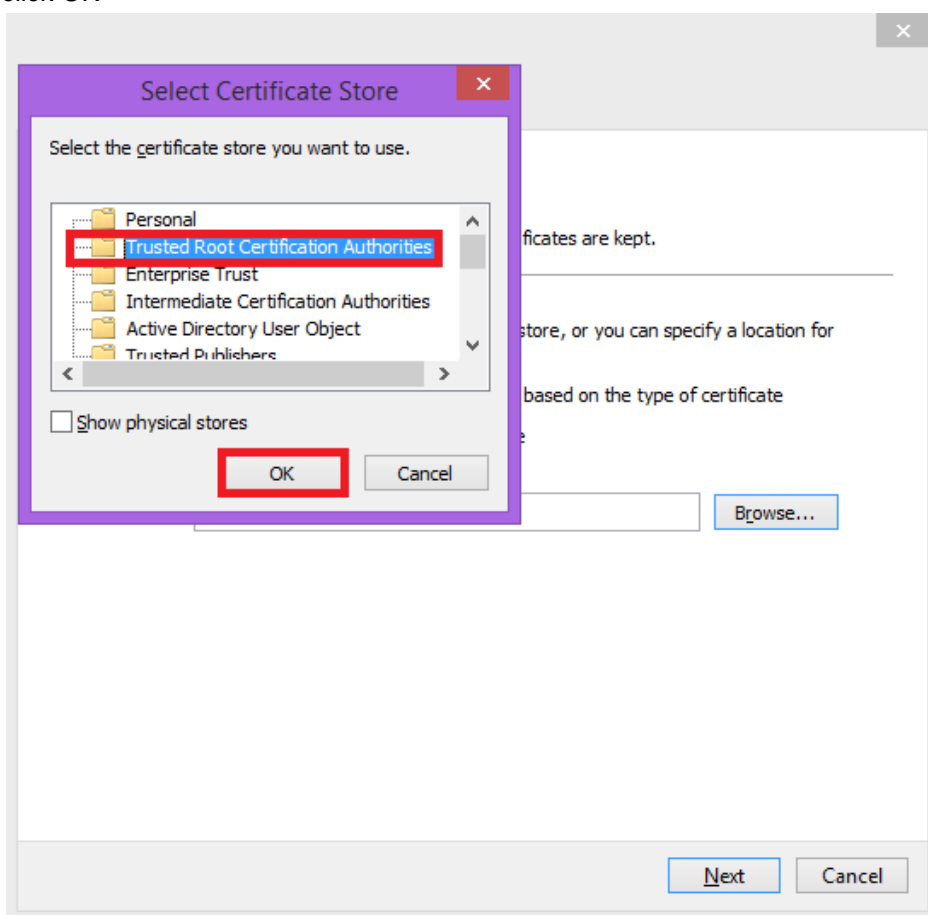 Select Certificate Store
Select the certificate store you want to use.
Personal
Trusted Root Certification Authorities
Enterprise Trust
Intermediate Certification Authorities
Active Directory User Object
Trusted Publishers
Show physical stores
OK Cancel
ficates are kept.
store, or you can specify a location for
based on the type of certificate
Browse...
Next Cancel